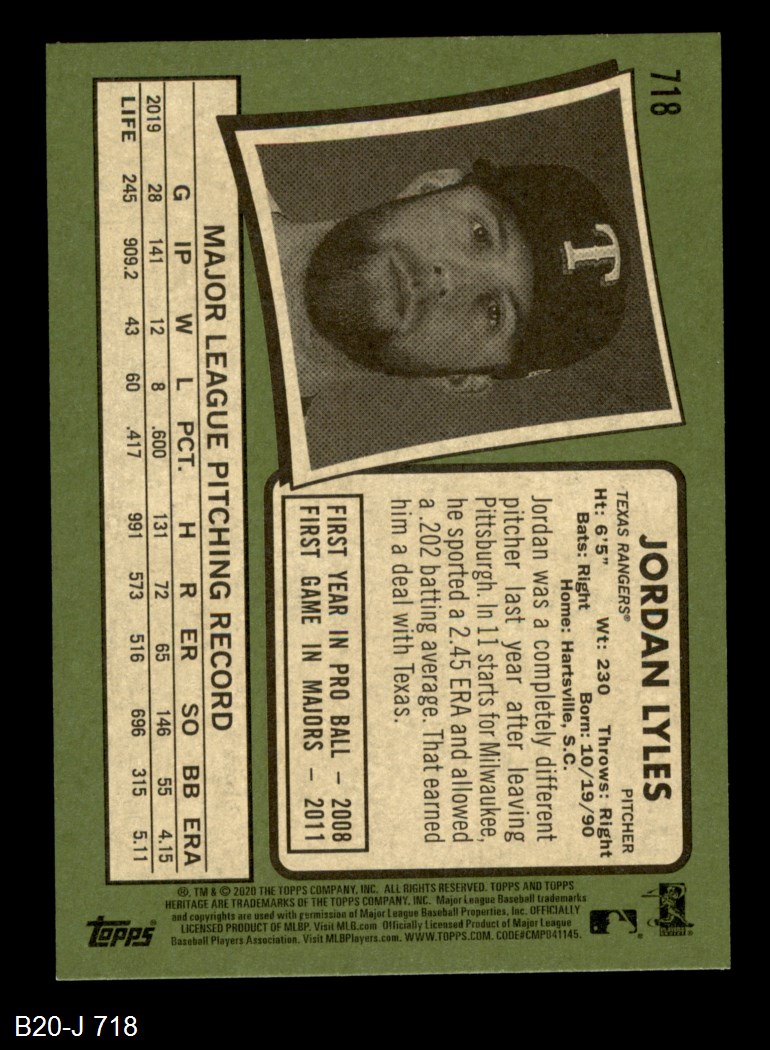 718
T
JORDAN LYLES
TEXAS RANGERS® PITCHER
Ht: 6'5" Wt: 230 Throws: Right
Bats: Right Born: 10/19/90
Home: Hartsville, S.C.
Jordan was a completely different
pitcher last year after leaving
Pittsburgh. In 11 starts for Milwaukee,
he sported a 2.45 ERA and allowed
a .202 batting average. That earned
him a deal with Texas.
FIRST YEAR IN PRO BALL – 2008
FIRST GAME IN MAJORS – 2011
MAJOR LEAGUE PITCHING RECORD
G IP W L PCT. H R ER SO BB ERA
2019 28 141 12 8 .600 131 72 65 146 55 4.15
LIFE 245 909.2 43 60 .417 991 573 516 696 315 5.11
®, TM & © 2020 THE TOPPS COMPANY, INC. ALL RIGHTS RESERVED. TOPPS AND TOPPS
HERITAGE ARE TRADEMARKS OF THE TOPPS COMPANY, INC. Major League Baseball trademarks
and copyrights are used with permission of Major League Baseball Properties, Inc. OFFICIALLY
LICENSED PRODUCT OF MLBP. Visit MLB.com Officially Licensed Product of Major League
Baseball Players Association. Visit MLBPlayers.com. WWW.TOPPS.COM. CODE#CMP041145.
topps
B20-J 718